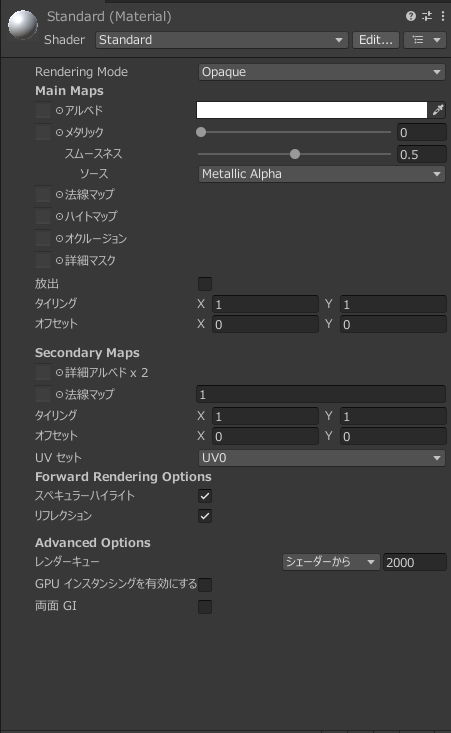 Standard (Material)
Shader Standard Edit...
Rendering Mode Opaque
Main Maps
アルベド
メタリック 0
スムースネス 0.5
ソース Metallic Alpha
法線マップ
ハイトマップ
オクルージョン
詳細マスク
放出
タイリング X 1 Y 1
オフセット X 0 Y 0
Secondary Maps
詳細アルベド x 2
法線マップ 1
タイリング X 1 Y 1
オフセット X 0 Y 0
UV セット UV0
Forward Rendering Options
スペキュラーハイライト
リフレクション
Advanced Options
レンダーキュー シェーダーから 2000
GPU インスタンシングを有効にする
両面 GI